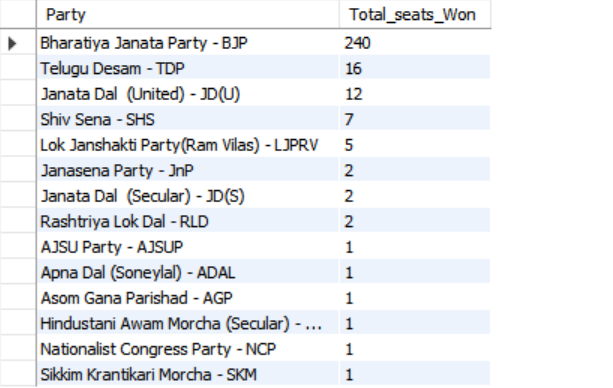 Party Total_seats_Won
Bharatiya Janata Party - BJP 240
Telugu Desam - TDP 16
Janata Dal  (United) - JD(U) 12
Shiv Sena - SHS 7
Lok Janshakti Party(Ram Vilas) - LJPRV 5
Janasena Party - JnP 2
Janata Dal  (Secular) - JD(S) 2
Rashtriya Lok Dal - RLD 2
AJSU Party - AJSUP 1
Apna Dal (Soneylal) - ADAL 1
Asom Gana Parishad - AGP 1
Hindustani Awam Morcha (Secular) - ... 1
Nationalist Congress Party - NCP 1
Sikkim Krantikari Morcha - SKM 1